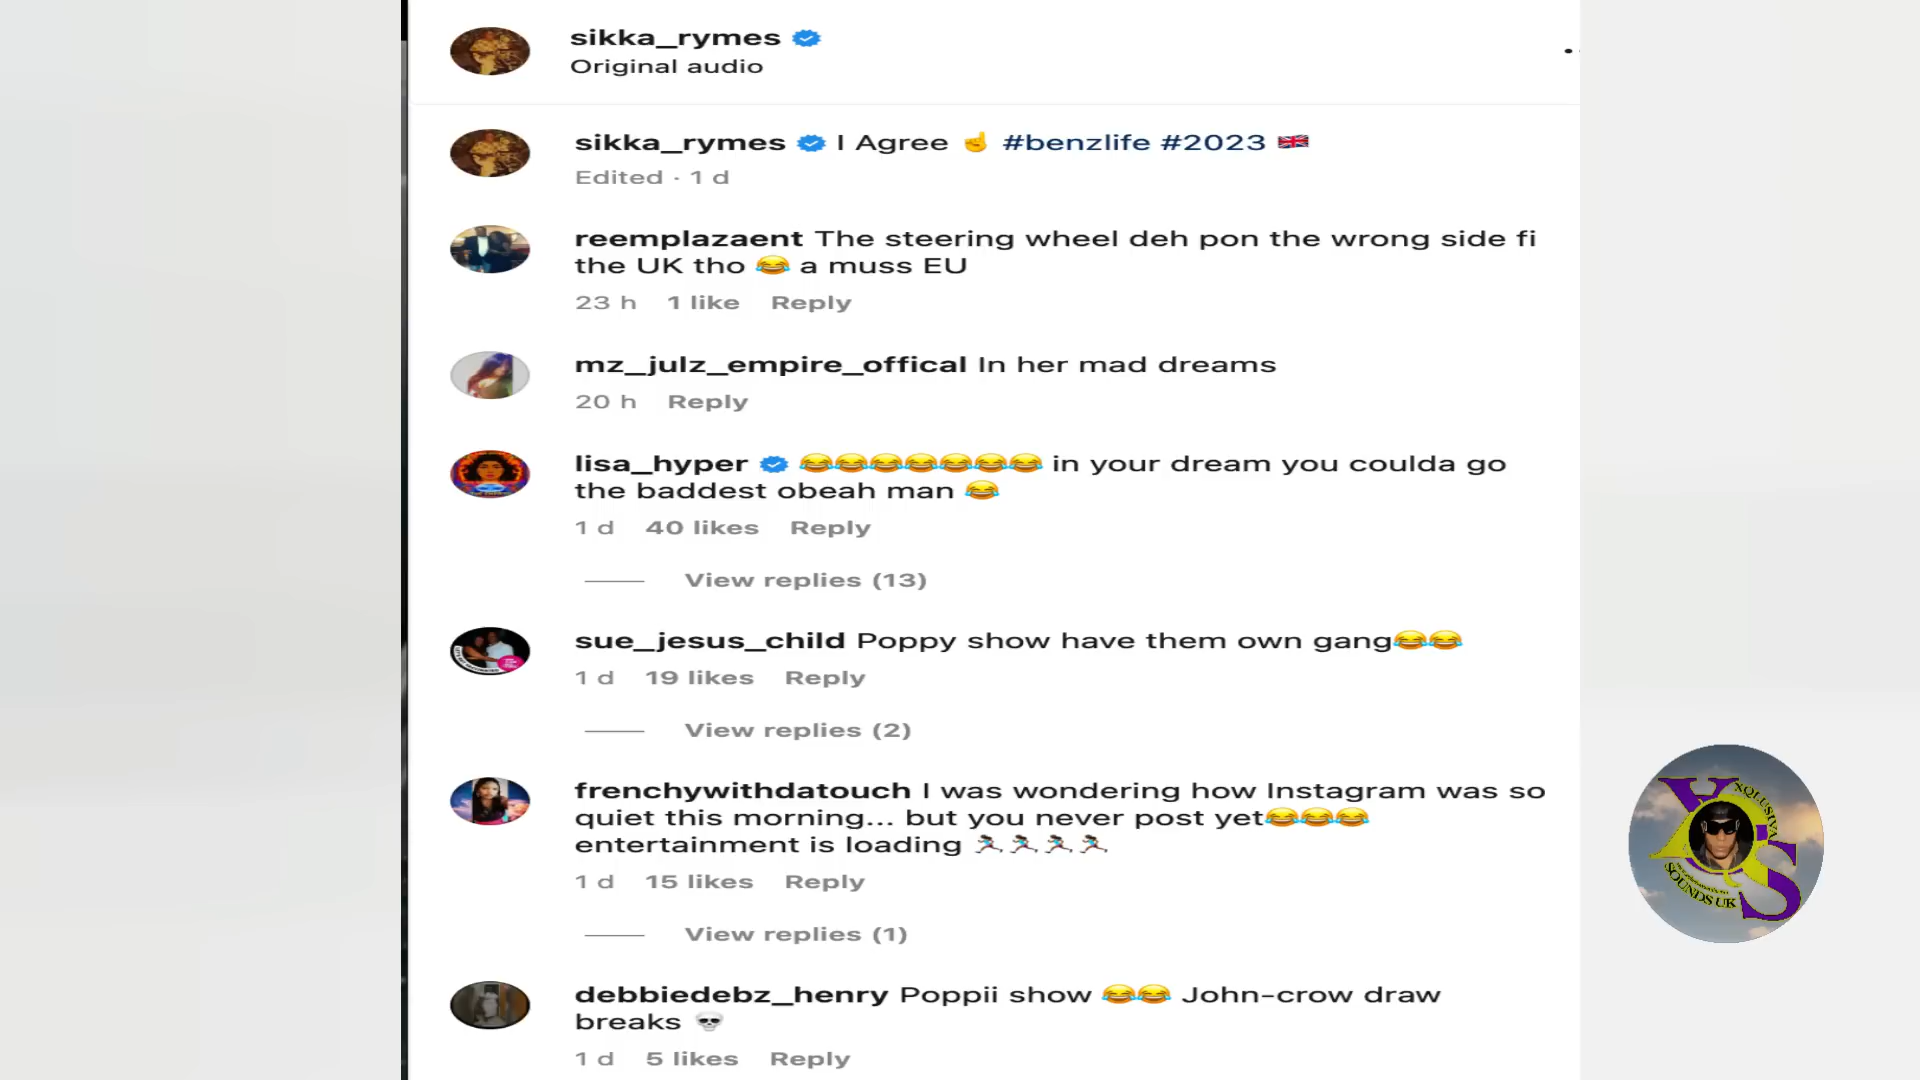 sikka_rymes
Original audio
sikka_rymes I Agree ☝ #benzlife #2023 🇬🇧
Edited · 1 d
reemplazaent The steering wheel deh pon the wrong side fi
the UK tho 😂 a muss EU
23 h 1 like Reply
mz_julz_empire_offical In her mad dreams
20 h Reply
lisa_hyper 😂😂😂😂😂😂😂 in your dream you coulda go
the baddest obeah man 😂
1 d 40 likes Reply
View replies (13)
sue_jesus_child Poppy show have them own gang😂😂
1 d 19 likes Reply
View replies (2)
frenchywithdatouch I was wondering how Instagram was so
quiet this morning... but you never post yet😂😂😂
entertainment is loading 🏃🏻‍♀️🏃🏻‍♀️🏃🏻‍♀️🏃🏻‍♀️
1 d 15 likes Reply
View replies (1)
debbiedebz_henry Poppii show 😂😂 John-crow draw
breaks 💀
1 d 5 likes Reply
XQLUSIVA
SOUNDS UK